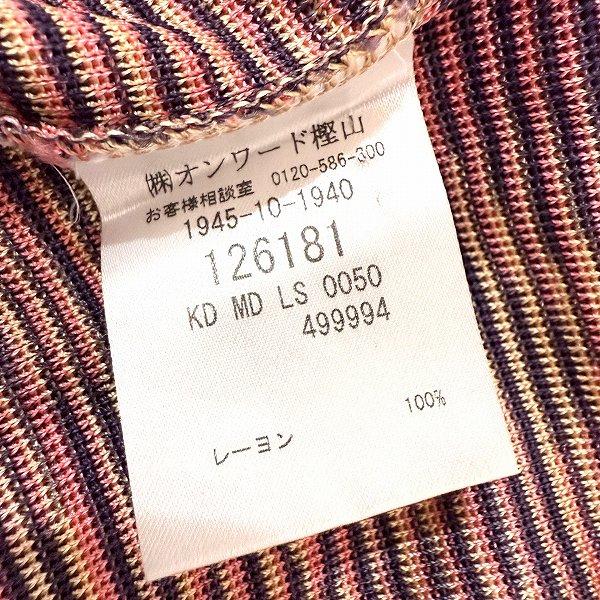 ㈱オンワード樫山
お客様相談室 0120-586-300
1945-10-1940
126181
KD MD LS 0050
499994
レーヨン 100%